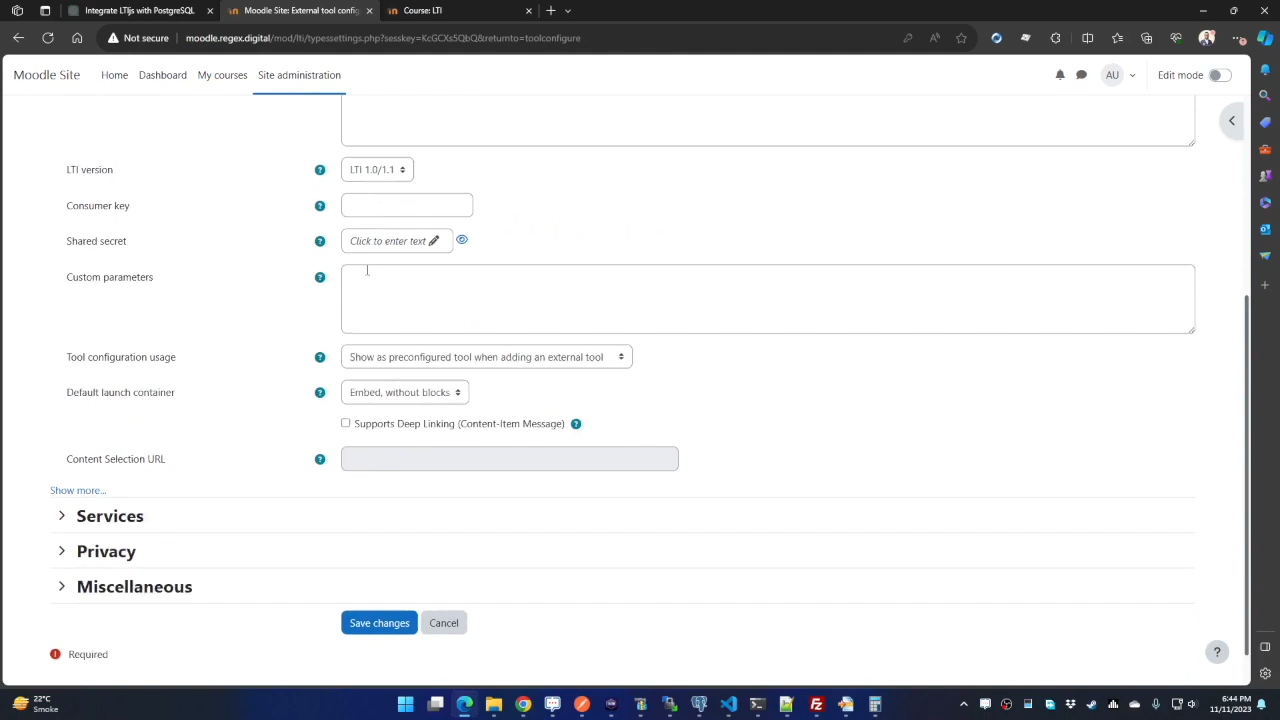 Integrate LTIjs with PostgreSQL
Moodle Site: External tool config
Course: LTI
Not secure
moodle.regex.digital/mod/lti/typessettings.php?sesskey=KcGCXs5QbQ&returnto=toolconfigure
Moodle Site
Home
Dashboard
My courses
Site administration
AU
Edit mode
LTI version
LTI 1.0/1.1
Consumer key
Shared secret
Click to enter text
Custom parameters
Tool configuration usage
Show as preconfigured tool when adding an external tool
Default launch container
Embed, without blocks
Supports Deep Linking (Content-Item Message)
Content Selection URL
Show more...
Services
Privacy
Miscellaneous
Save changes
Cancel
Required
22°C
Smoke
6:44 PM
11/11/2023